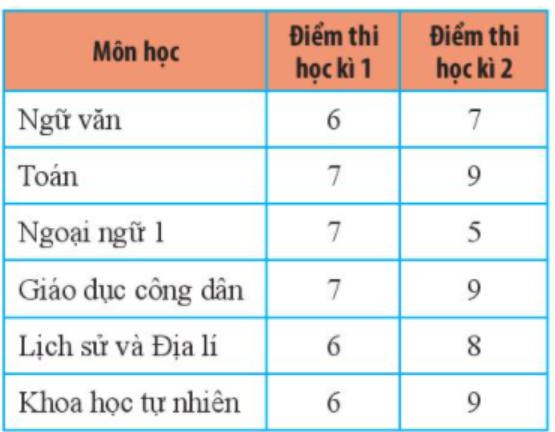 Môn học Điểm thi học kì 1 Điểm thi học kì 2
Ngữ văn 6 7
Toán 7 9
Ngoại ngữ 1 7 5
Giáo dục công dân 7 9
Lịch sử và Địa lí 6 8
Khoa học tự nhiên 6 9